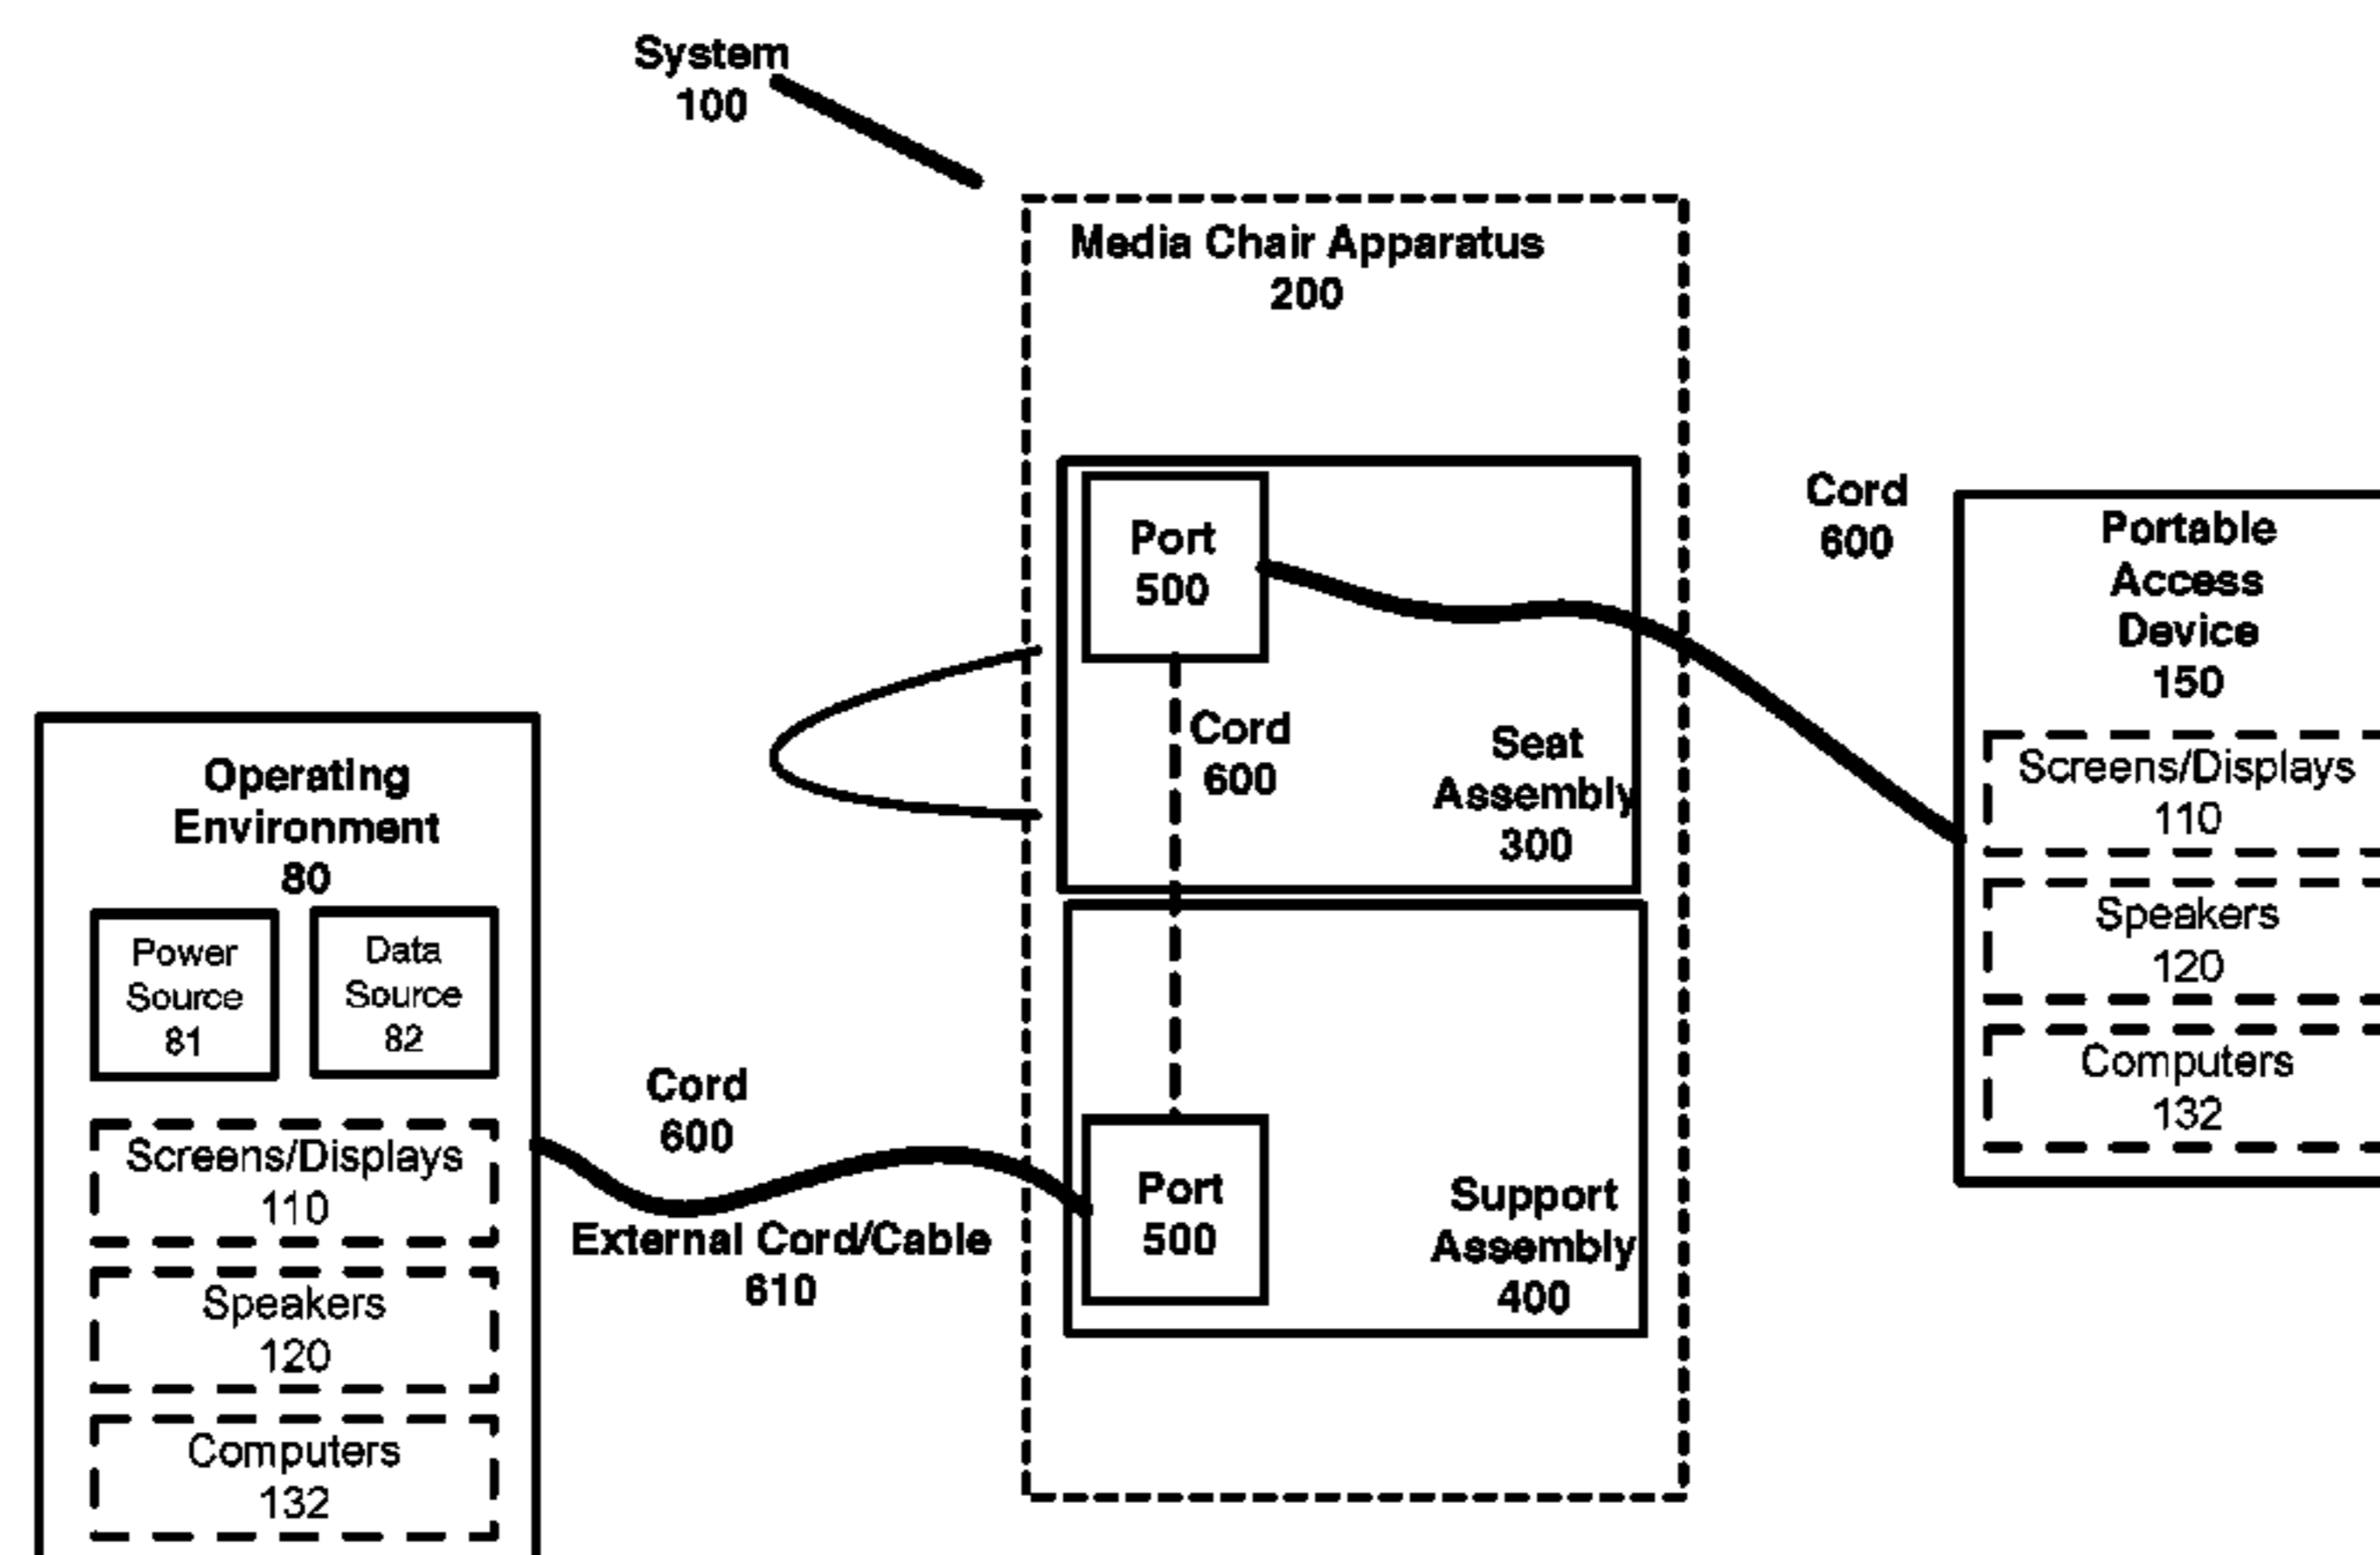 System
100
Media Chair Apparatus
200
Port
500
Cord
600
Seat
Assembly
300
Cord
600
Portable
Access
Device
150
Screens/Displays
110
Speakers
120
Computers
132
Operating
Environment
80
Power
Source
81
Data
Source
82
Screens/Displays
110
Speakers
120
Computers
132
Cord
600
External Cord/Cable
610
Port
500
Support
Assembly
400